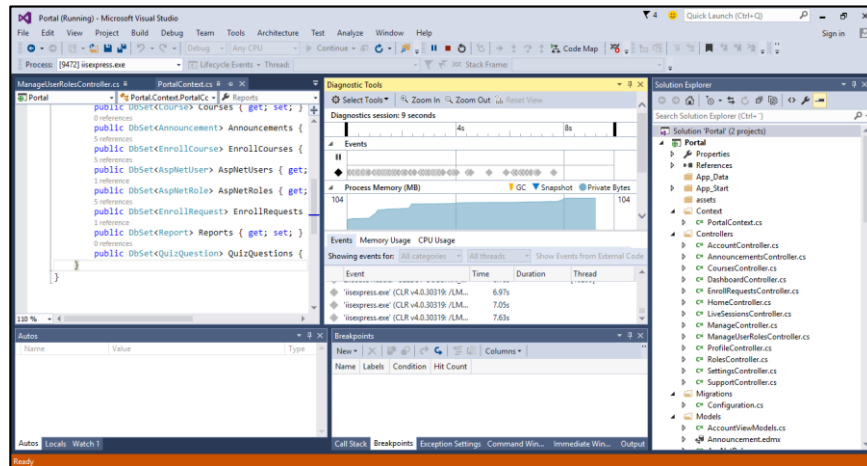 Portal (Running) - Microsoft Visual Studio
4
Quick Launch (Ctrl+Q)
File Edit View Project Build Debug Team Tools Architecture Test Analyze Window Help
Sign in
Debug Any CPU Continue Code Map
Process: [9472] iisexpress.exe Lifecycle Events Thread: Stack Frame:
ManageUserRolesController.cs PortalContext.cs
Portal Portal.Context.PortalCc Reports
public DbSet<Course> Courses { get; set; }
0 references
public DbSet<Announcement> Announcements {
5 references
public DbSet<EnrollCourse> EnrollCourses {
5 references
public DbSet<AspNetUser> AspNetUsers { get;
1 reference
public DbSet<AspNetRole> AspNetRoles { get;
5 references
public DbSet<EnrollRequest> EnrollRequests
1 reference
public DbSet<Report> Reports { get; set; }
0 references
public DbSet<QuizQuestion> QuizQuestions {
}
}
110 %
Diagnostic Tools
Select Tools Zoom In Zoom Out Reset View
Diagnostics session: 9 seconds
4s 8s
Events
Process Memory (MB) GC Snapshot Private Bytes
104 104
Events Memory Usage CPU Usage
Showing events for: All categories All threads Show Events from External Code
Event Time Duration Thread
'iisexpress.exe' (CLR v4.0.30319: /LM... 6.97s
'iisexpress.exe' (CLR v4.0.30319: /LM... 7.05s
'iisexpress.exe' (CLR v4.0.30319: /LM... 7.63s
Solution Explorer
Search Solution Explorer (Ctrl+;)
Solution 'Portal' (2 projects)
Portal
Properties
References
App_Data
App_Start
assets
Context
C# PortalContext.cs
Controllers
C# AccountController.cs
C# AnnouncementsController.cs
C# CoursesController.cs
C# DashboardController.cs
C# EnrollRequestsController.cs
C# HomeController.cs
C# LiveSessionsController.cs
C# ManageController.cs
C# ManageUserRolesController.cs
C# ProfileController.cs
C# RolesController.cs
C# SettingsController.cs
C# SupportController.cs
Migrations
C# Configuration.cs
Models
C# AccountViewModels.cs
Announcement.edmx
Autos
Name Value Type
Autos Locals Watch 1
Breakpoints
New Columns
Name Labels Condition Hit Count
Call Stack Breakpoints Exception Settings Command Win... Immediate Win... Output
Ready